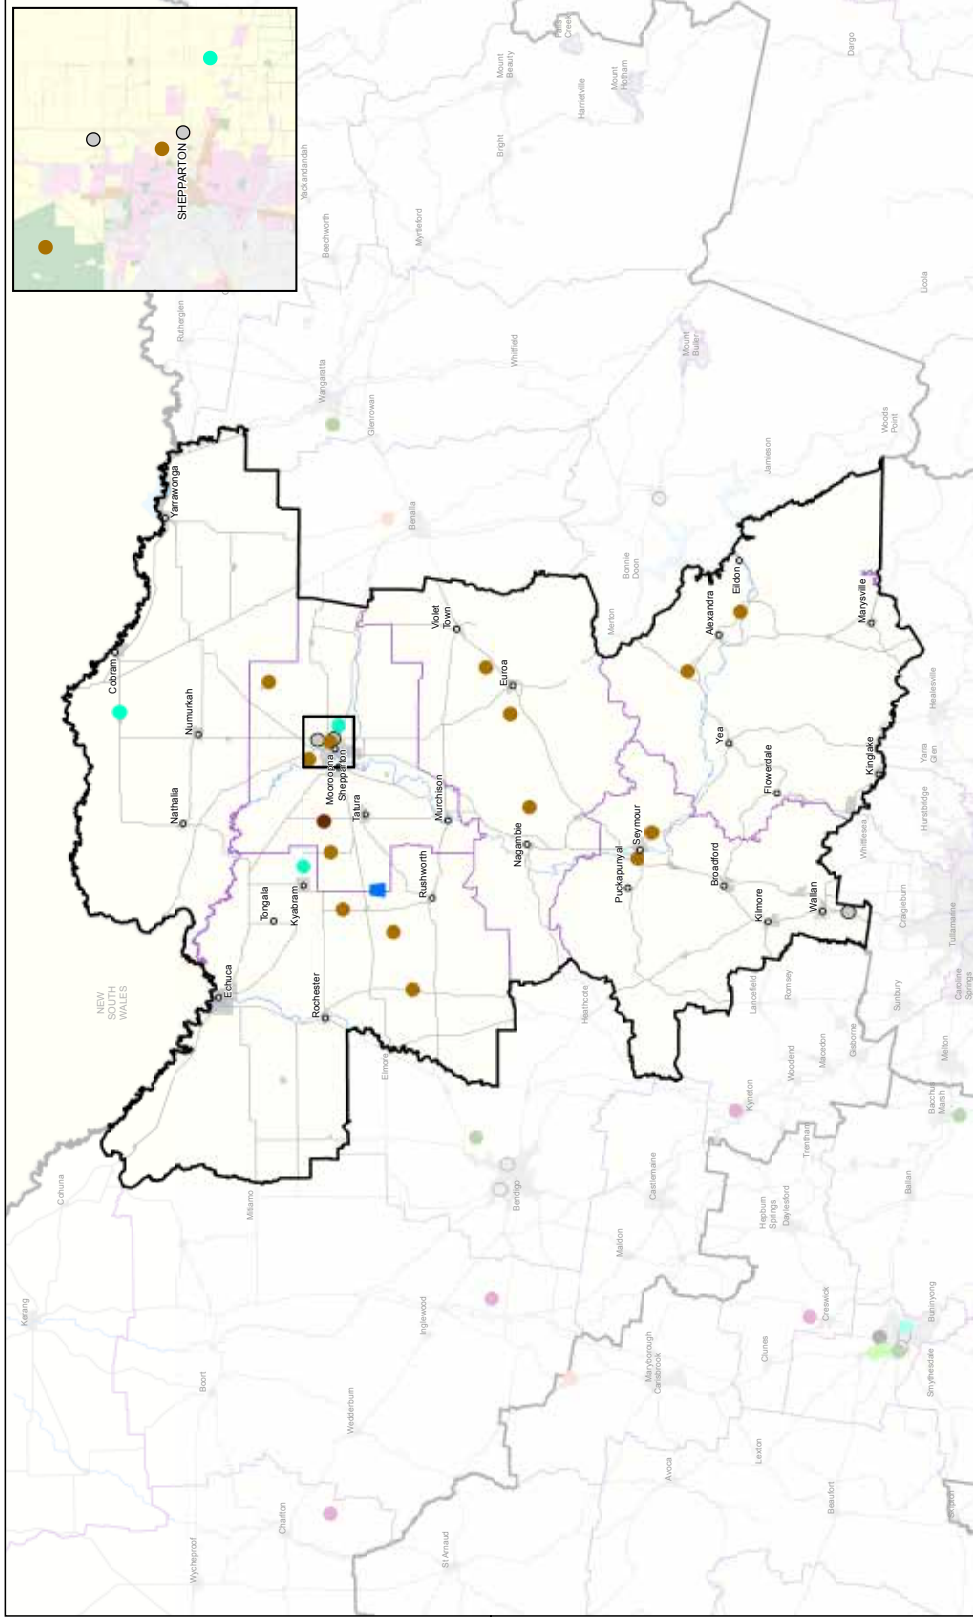 Kerang
Cohuna
NEW
SOUTH
WALES
Cobram
Yarrawonga
Rutherglen
SHEPPARTON
Nathalia
Numurkah
Wycheproof
Boort
Mitiamo
Echuca
Tongala
Kyabram
Charlton
Rochester
Mooroopna
Shepparton
Tatura
Wangaratta
Glenrowan
Beechworth
Yackandandah
Wedderburn
Elmore
Rushworth
Murchison
Violet
Town
Benalla
Myrtleford
St Arnaud
Inglewood
Bendigo
Nagambie
Euroa
Whitfield
Bright
Mount
Beauty
Harrietville
Mount
Hotham
Falls
Creek
Heathcote
Puckapunyal
Seymour
Merton
Bonnie
Doon
Mount
Buller
Maldon
Castlemaine
Maryborough
Carisbrook
Avoca
Broadford
Yea
Alexandra
Eildon
Jamieson
Kyneton
Lancefield
Kilmore
Flowerdale
Lexton
Clunes
Hepburn
Springs
Daylesford
Trentham
Woodend
Romsey
Macedon
Gisborne
Wallan
Whittlesea
Kinglake
Marysville
Woods
Point
Licola
Dargo
Beaufort
Creswick
Ballan
Sunbury
Craigieburn
Hurstbridge
Yarra
Glen
Healesville
Skipton
Smythesdale
Buninyong
Bacchus
Marsh
Melton
Caroline
Springs
Tullamarine